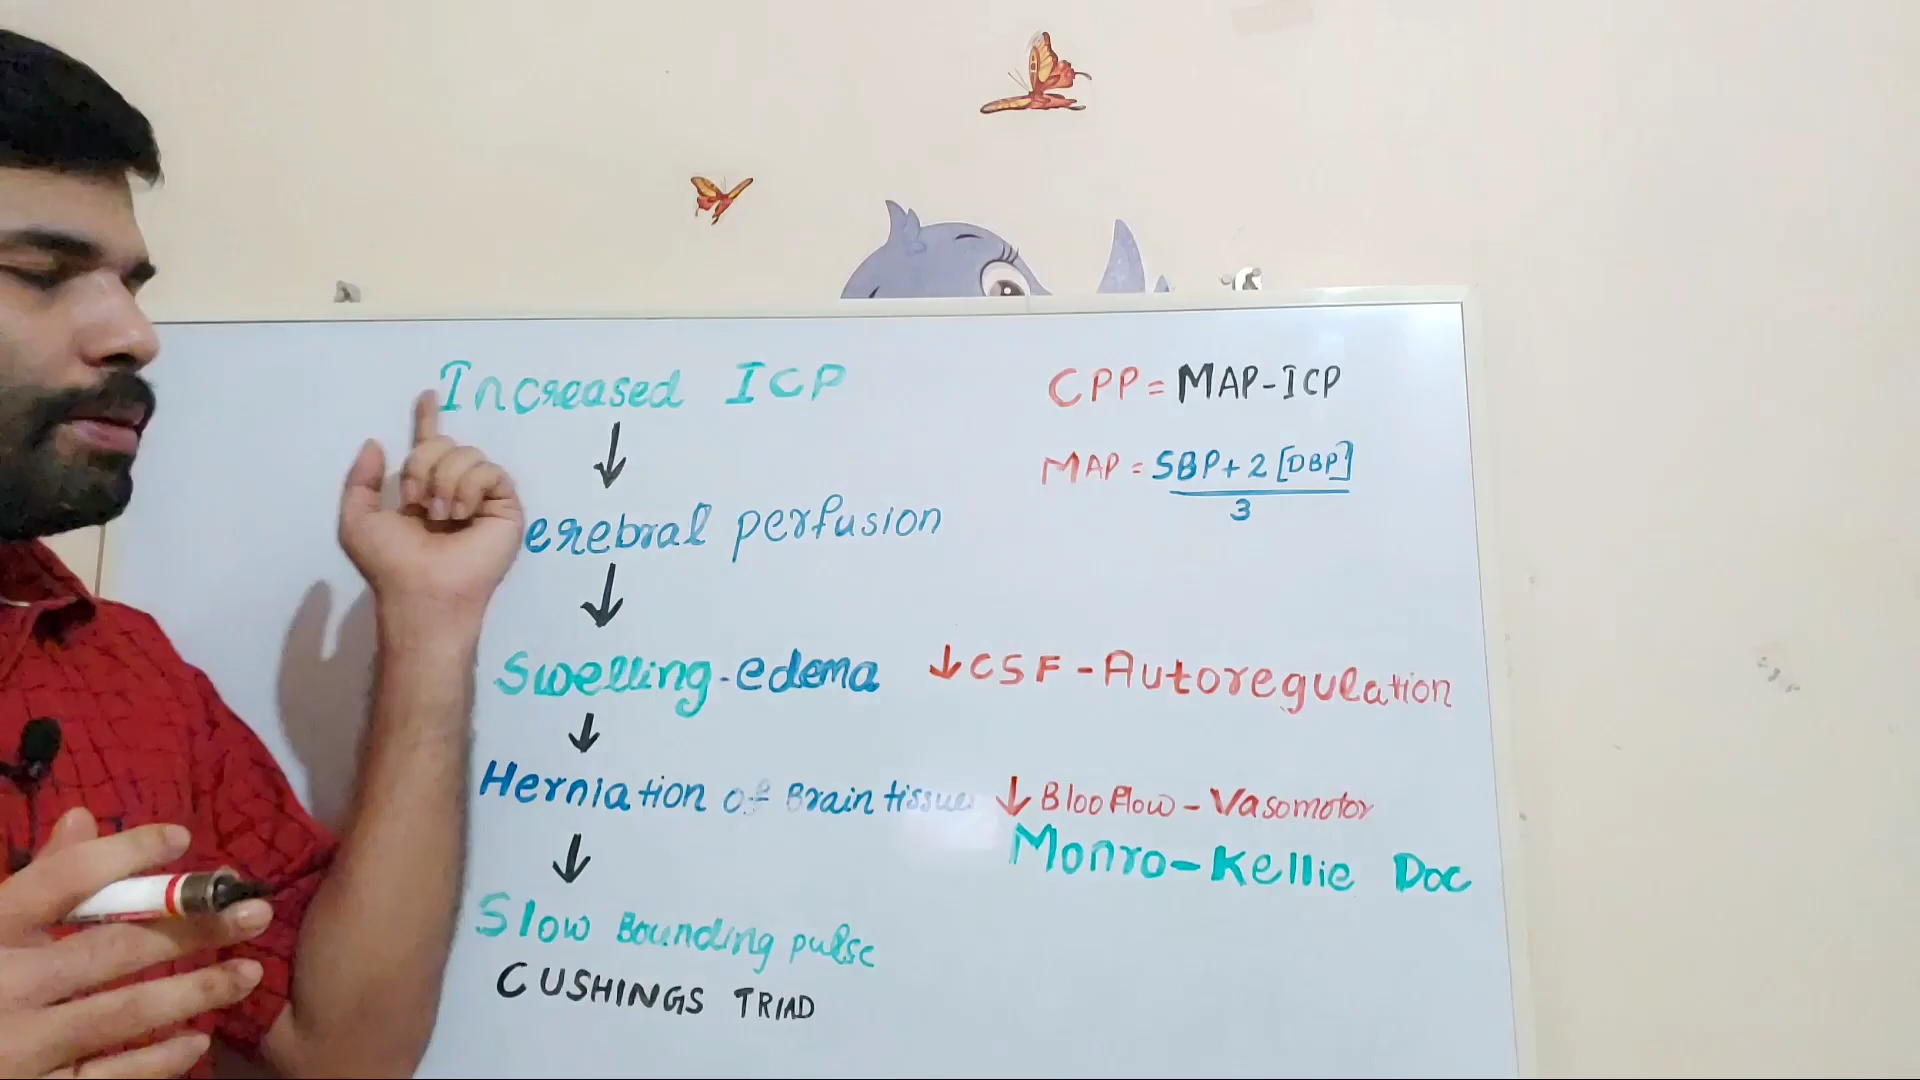 Increased ICP
↓
erebral perfusion
↓
Swelling-edema
↓
Herniation of Brain tissue
↓
Slow Bounding pulse
CUSHINGS TRIAD
CPP = MAP-ICP
MAP = SBP+2[DBP]
3
↓CSF-Autoregulation
↓Bloo Flow-Vasomotor
Monro-Kellie Doc